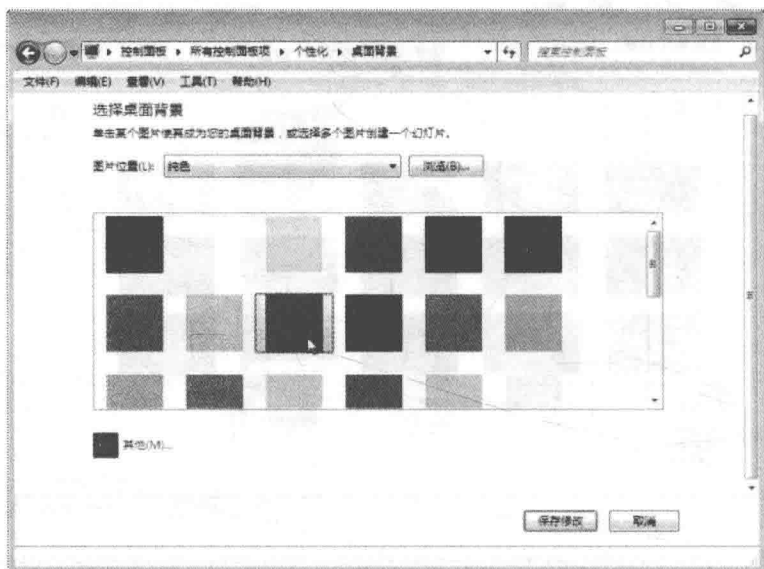 控制面板 ▸ 所有控制面板项 ▸ 个性化 ▸ 桌面背景
搜索控制面板
文件(F) 编辑(E) 查看(V) 工具(T) 帮助(H)
选择桌面背景
单击某个图片使其成为您的桌面背景，或选择多个图片创建一个幻灯片。
图片位置(L): 纯色 浏览(B)...
其他(M)...
保存修改 取消